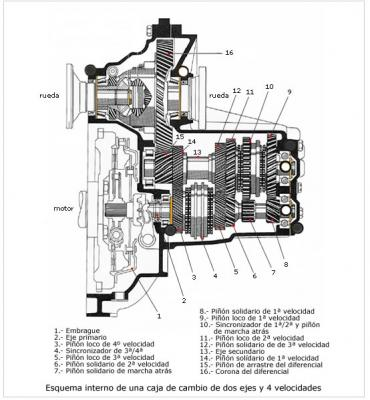 16
rueda
rueda
12
11
10
9
15
14
13
motor
1
2
3
4
5
6
7
8
1.- Embrague
2.- Eje primario
3.- Piñón loco de 4º velocidad
4.- Sincronizador de 3ª/4ª
5.- Piñón loco de 3ª velocidad
6.- Piñón solidario de 2ª velocidad
7.- Piñón solidario de marcha atrás
8.- Piñón solidario de 1ª velocidad
9.- Piñón loco de 1ª velocidad
10.- Sincronizador de 1ª/2ª y piñón
de marcha atrás
11.- Piñón loco de 2ª velocidad
12.- Piñón solidario de de 3ª velocidad
13.- Eje secundario
14.- Piñón solidario de 1ª velocidad
15.- Piñón de arrastre del diferencial
16.- Corona del diferencial
Esquema interno de una caja de cambio de dos ejes y 4 velocidades